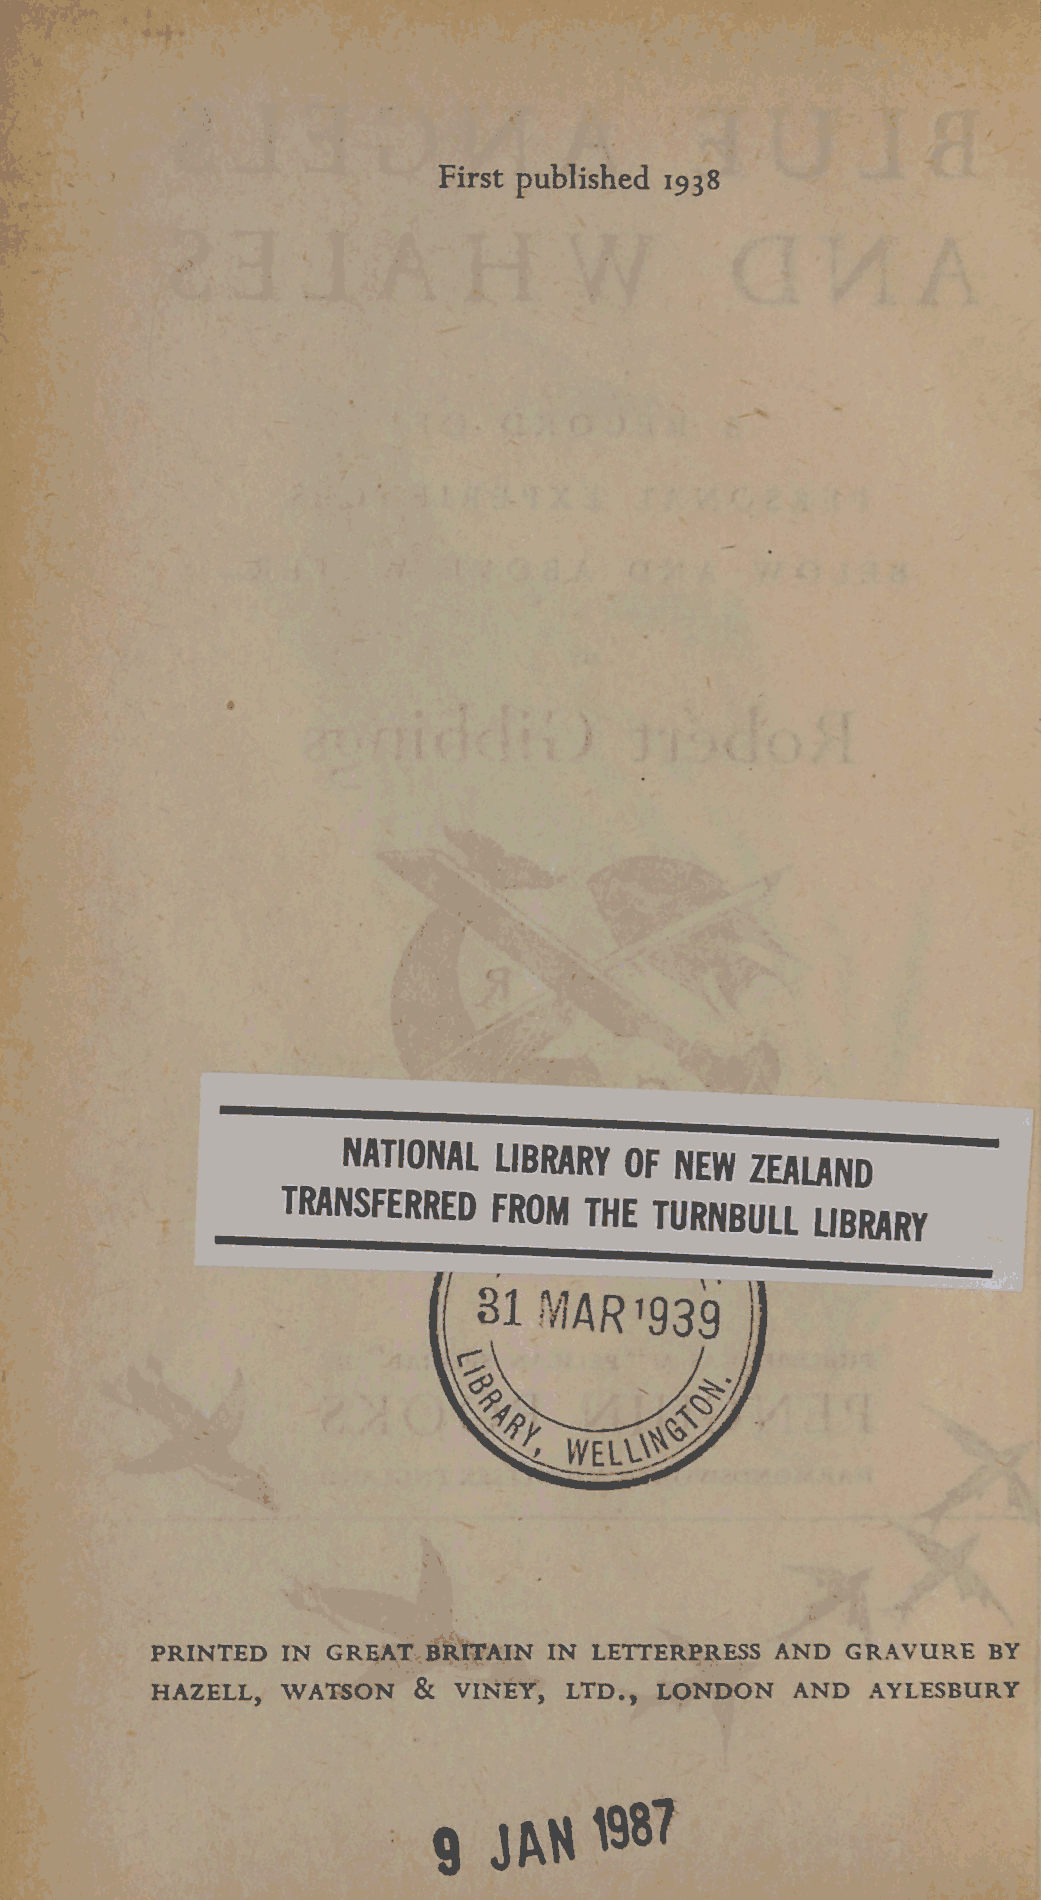 First published 1938
NATIONAL LIBRARY OF NEW ZEALAND
TRANSFERRED FROM THE TURNBULL LIBRARY
31 MAR 1939
LIBRARY, WELLINGTON.
PRINTED IN GREAT BRITAIN IN LETTERPRESS AND GRAVURE BY
HAZELL, WATSON & VINEY, LTD., LONDON AND AYLESBURY
9 JAN 1987